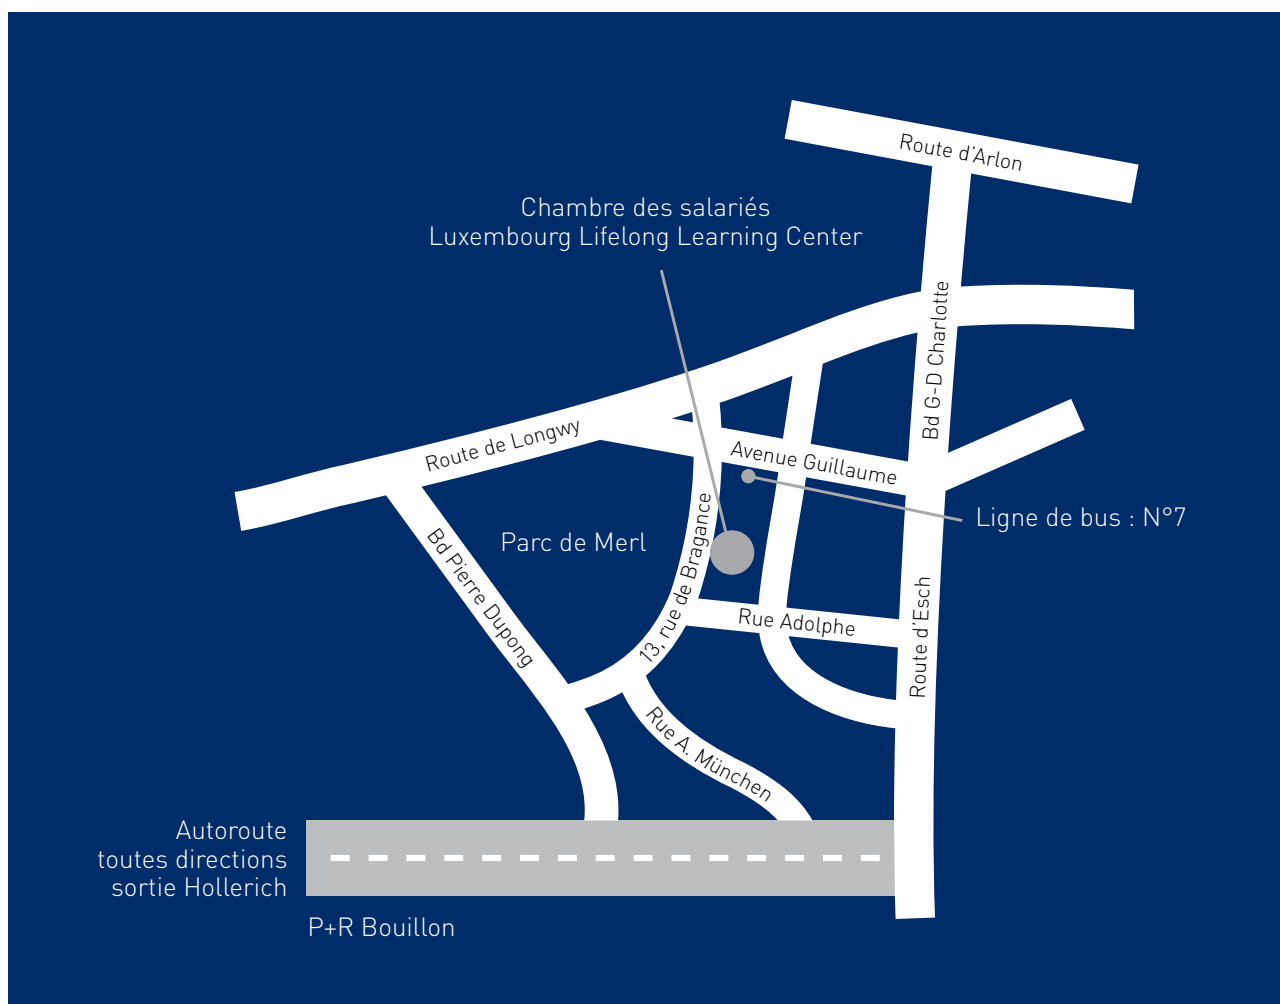 Route d'Arlon
Chambre des salariés
Luxembourg Lifelong Learning Center
Bd G-D Charlotte
Route de Longwy
Avenue Guillaume
Ligne de bus : N°7
Parc de Merl
Bd Pierre Dupong
13, rue de Bragance
Rue Adolphe
Route d'Esch
Rue A. München
Autoroute
toutes directions
sortie Hollerich
P+R Bouillon